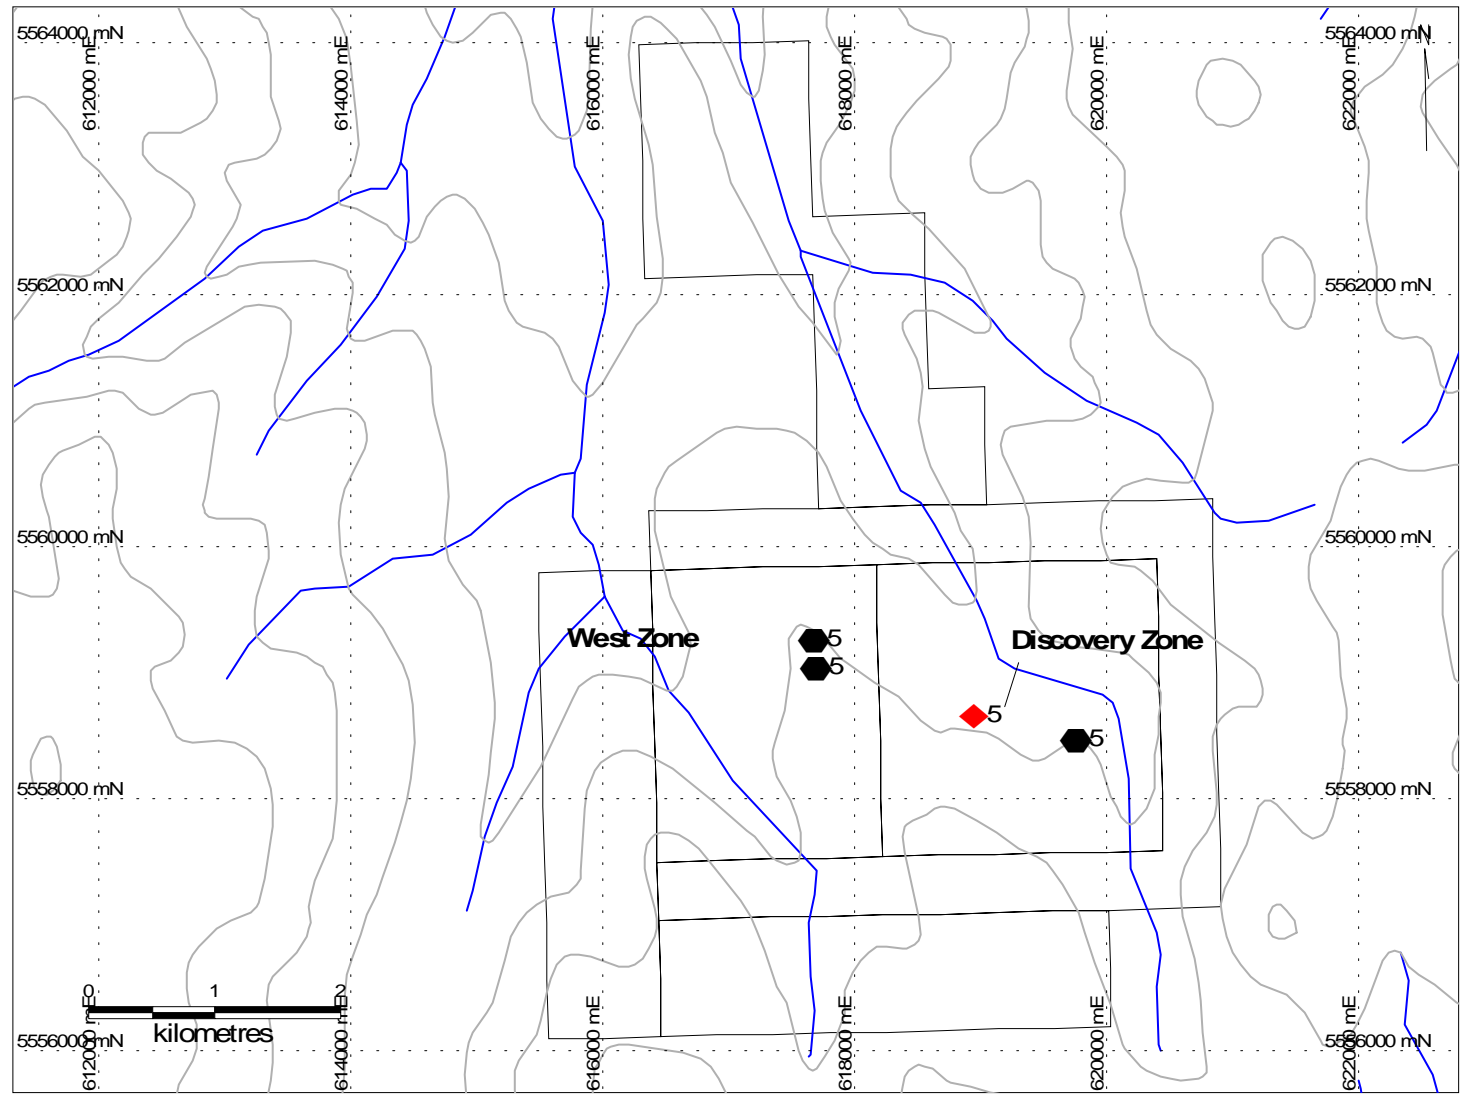 5564000 mN
5564000 mN
N
612000 mE
614000 mE
616000 mE
618000 mE
620000 mE
622000 mE
5562000 mN
5562000 mN
5560000 mN
5560000 mN
West Zone
5
Discovery Zone
5
5
5
5558000 mN
5558000 mN
0 1 2
kilometres
5556000 mN
5556000 mN
612000 mE
614000 mE
616000 mE
618000 mE
620000 mE
622000 mE